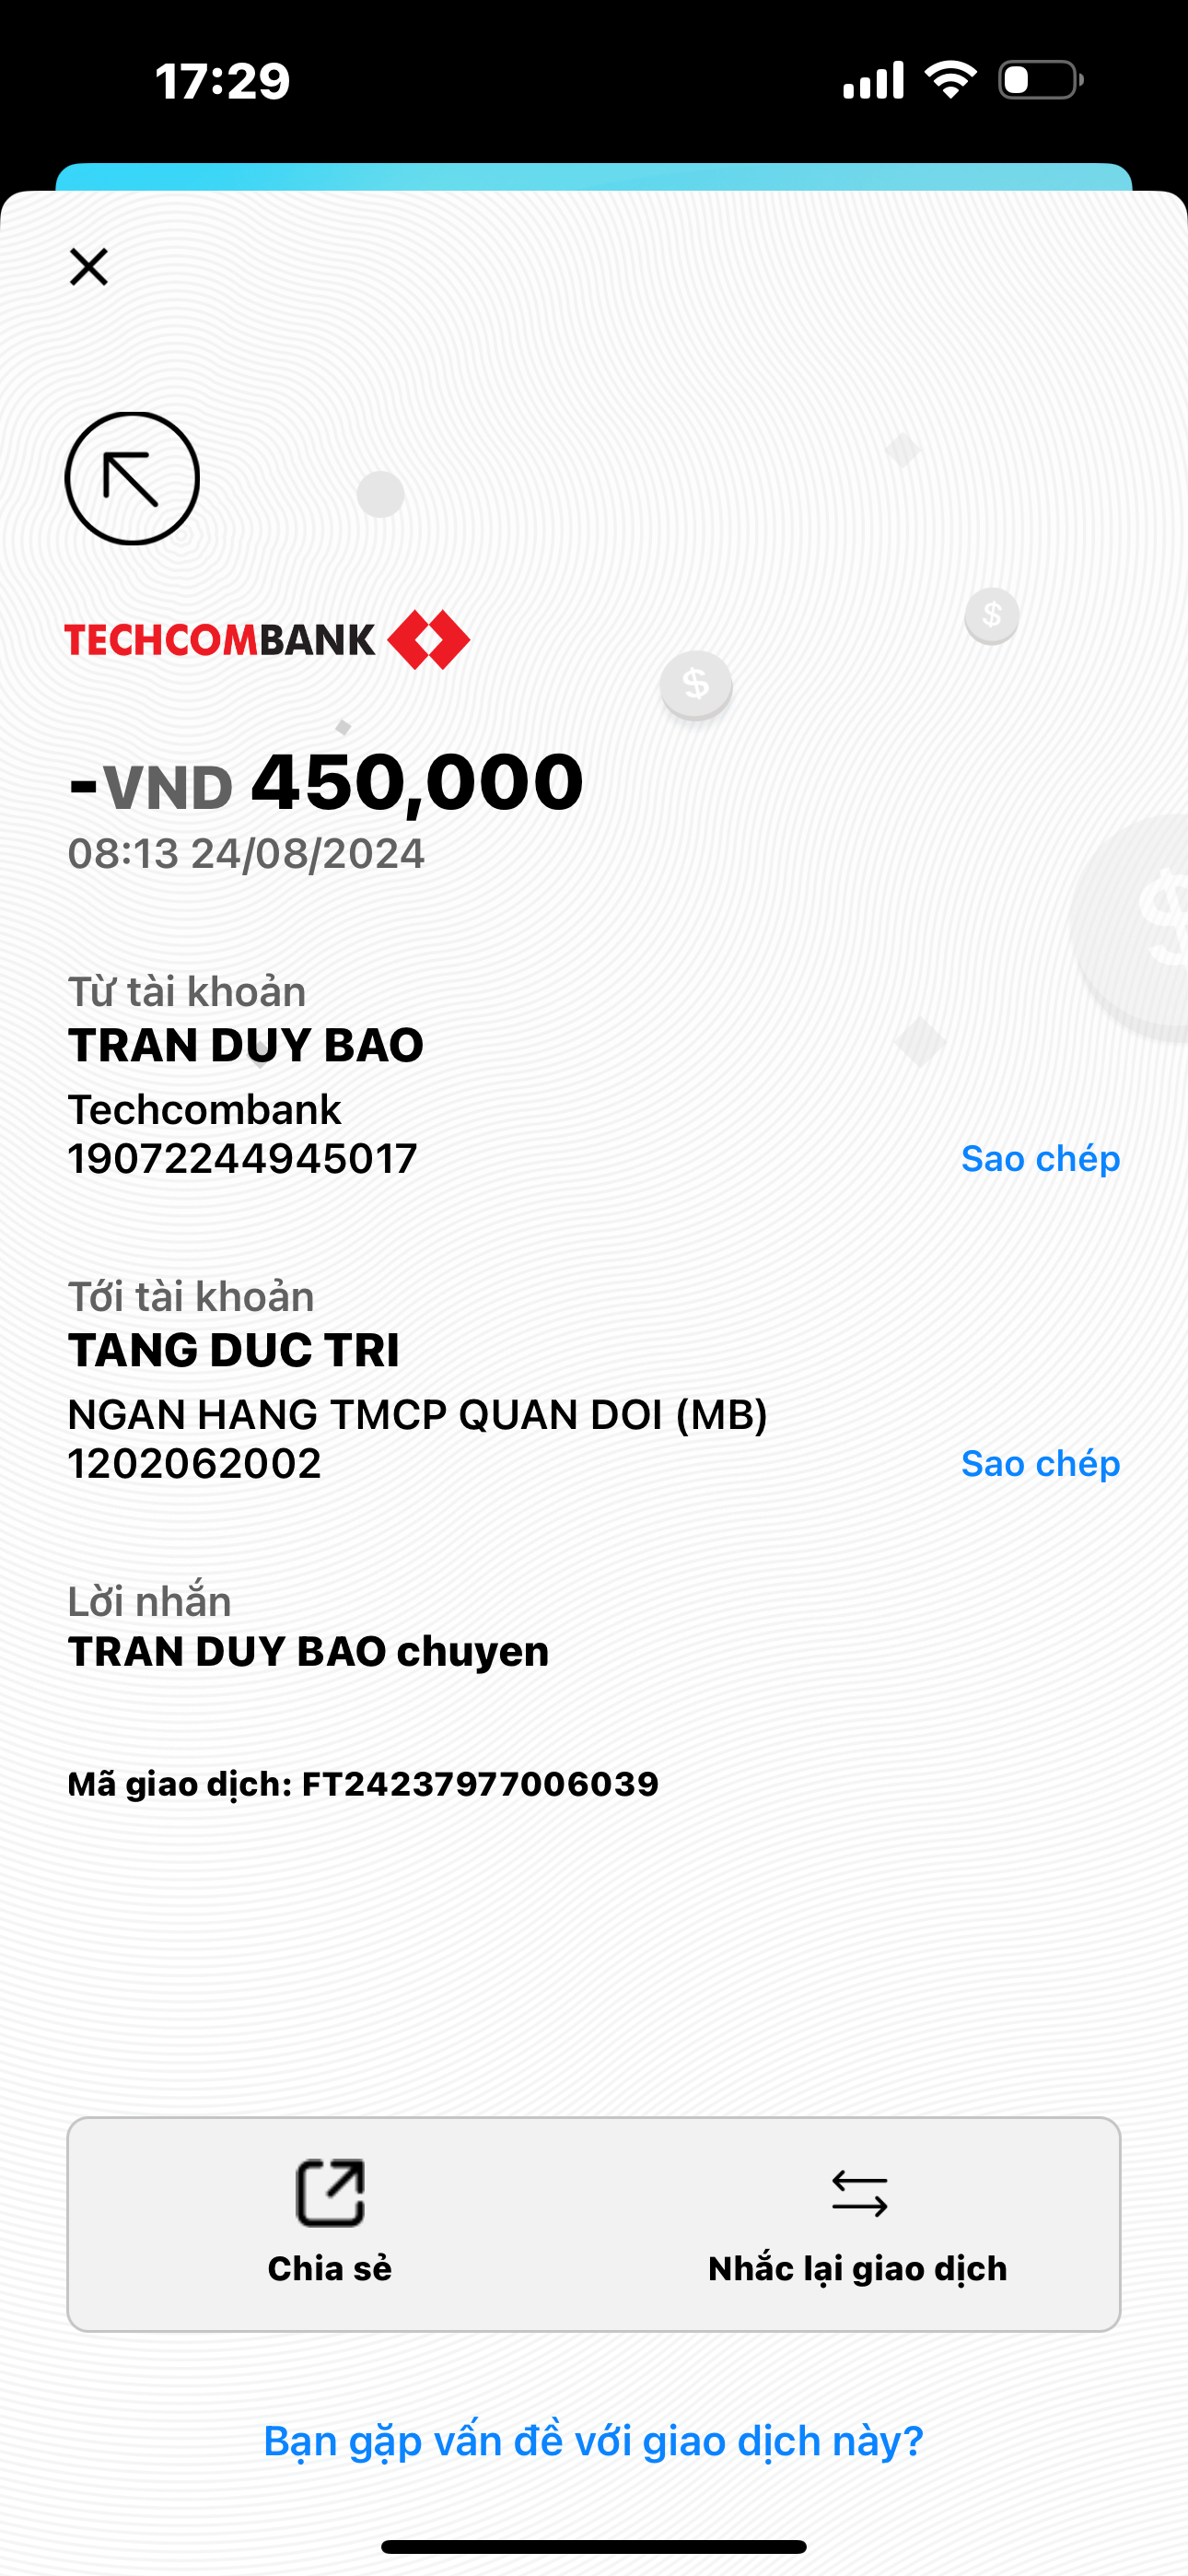 17:29
TECHCOMBANK
-VND 450,000
08:13 24/08/2024
Từ tài khoản
TRAN DUY BAO
Techcombank
19072244945017
Sao chép
Tới tài khoản
TANG DUC TRI
NGAN HANG TMCP QUAN DOI (MB)
1202062002
Sao chép
Lời nhắn
TRAN DUY BAO chuyen
Mã giao dịch: FT24237977006039
Chia sẻ
Nhắc lại giao dịch
Bạn gặp vấn đề với giao dịch này?